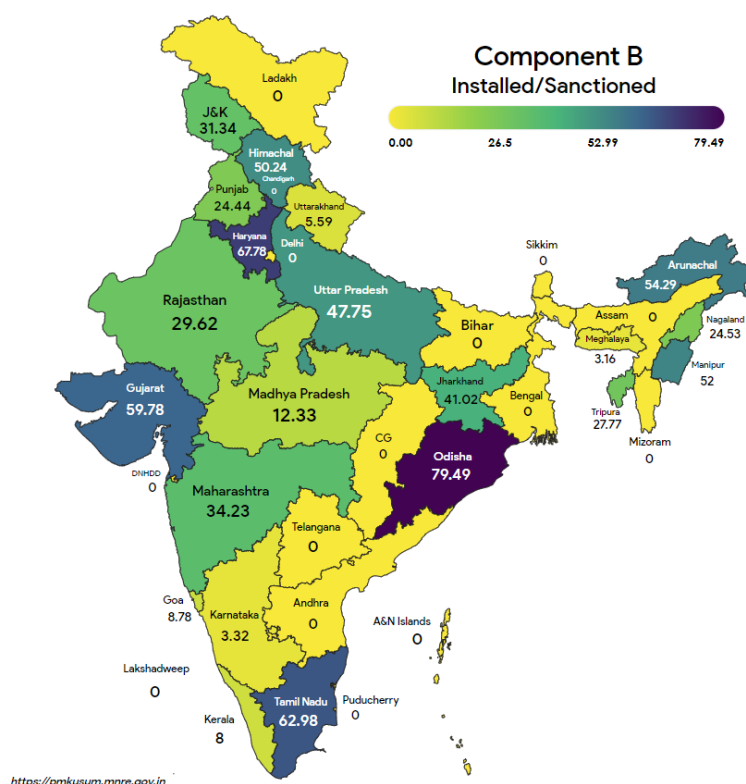 Component B
Installed/Sanctioned
0.00 26.5 52.99 79.49
Ladakh
0
J&K
31.34
Himachal
50.24
Chandigarh
0
Punjab
24.44
Uttarakhand
5.59
Haryana
67.78
Delhi
0
Sikkim
0
Arunachal
54.29
Rajasthan
29.62
Uttar Pradesh
47.75
Bihar
0
Assam 0
Nagaland
24.53
Meghalaya
3.16
Manipur
52
Gujarat
59.78
Madhya Pradesh
12.33
Jharkhand
41.02
Bengal
0
Tripura
27.77
Mizoram
0
CG
0
Odisha
79.49
DNHDD
0
Maharashtra
34.23
Telangana
0
Goa
8.78
Karnataka
3.32
Andhra
0
A&N Islands
0
Lakshadweep
0
Tamil Nadu
62.98
Puducherry
0
Kerala
8
https://pmkusum.mnre.gov.in